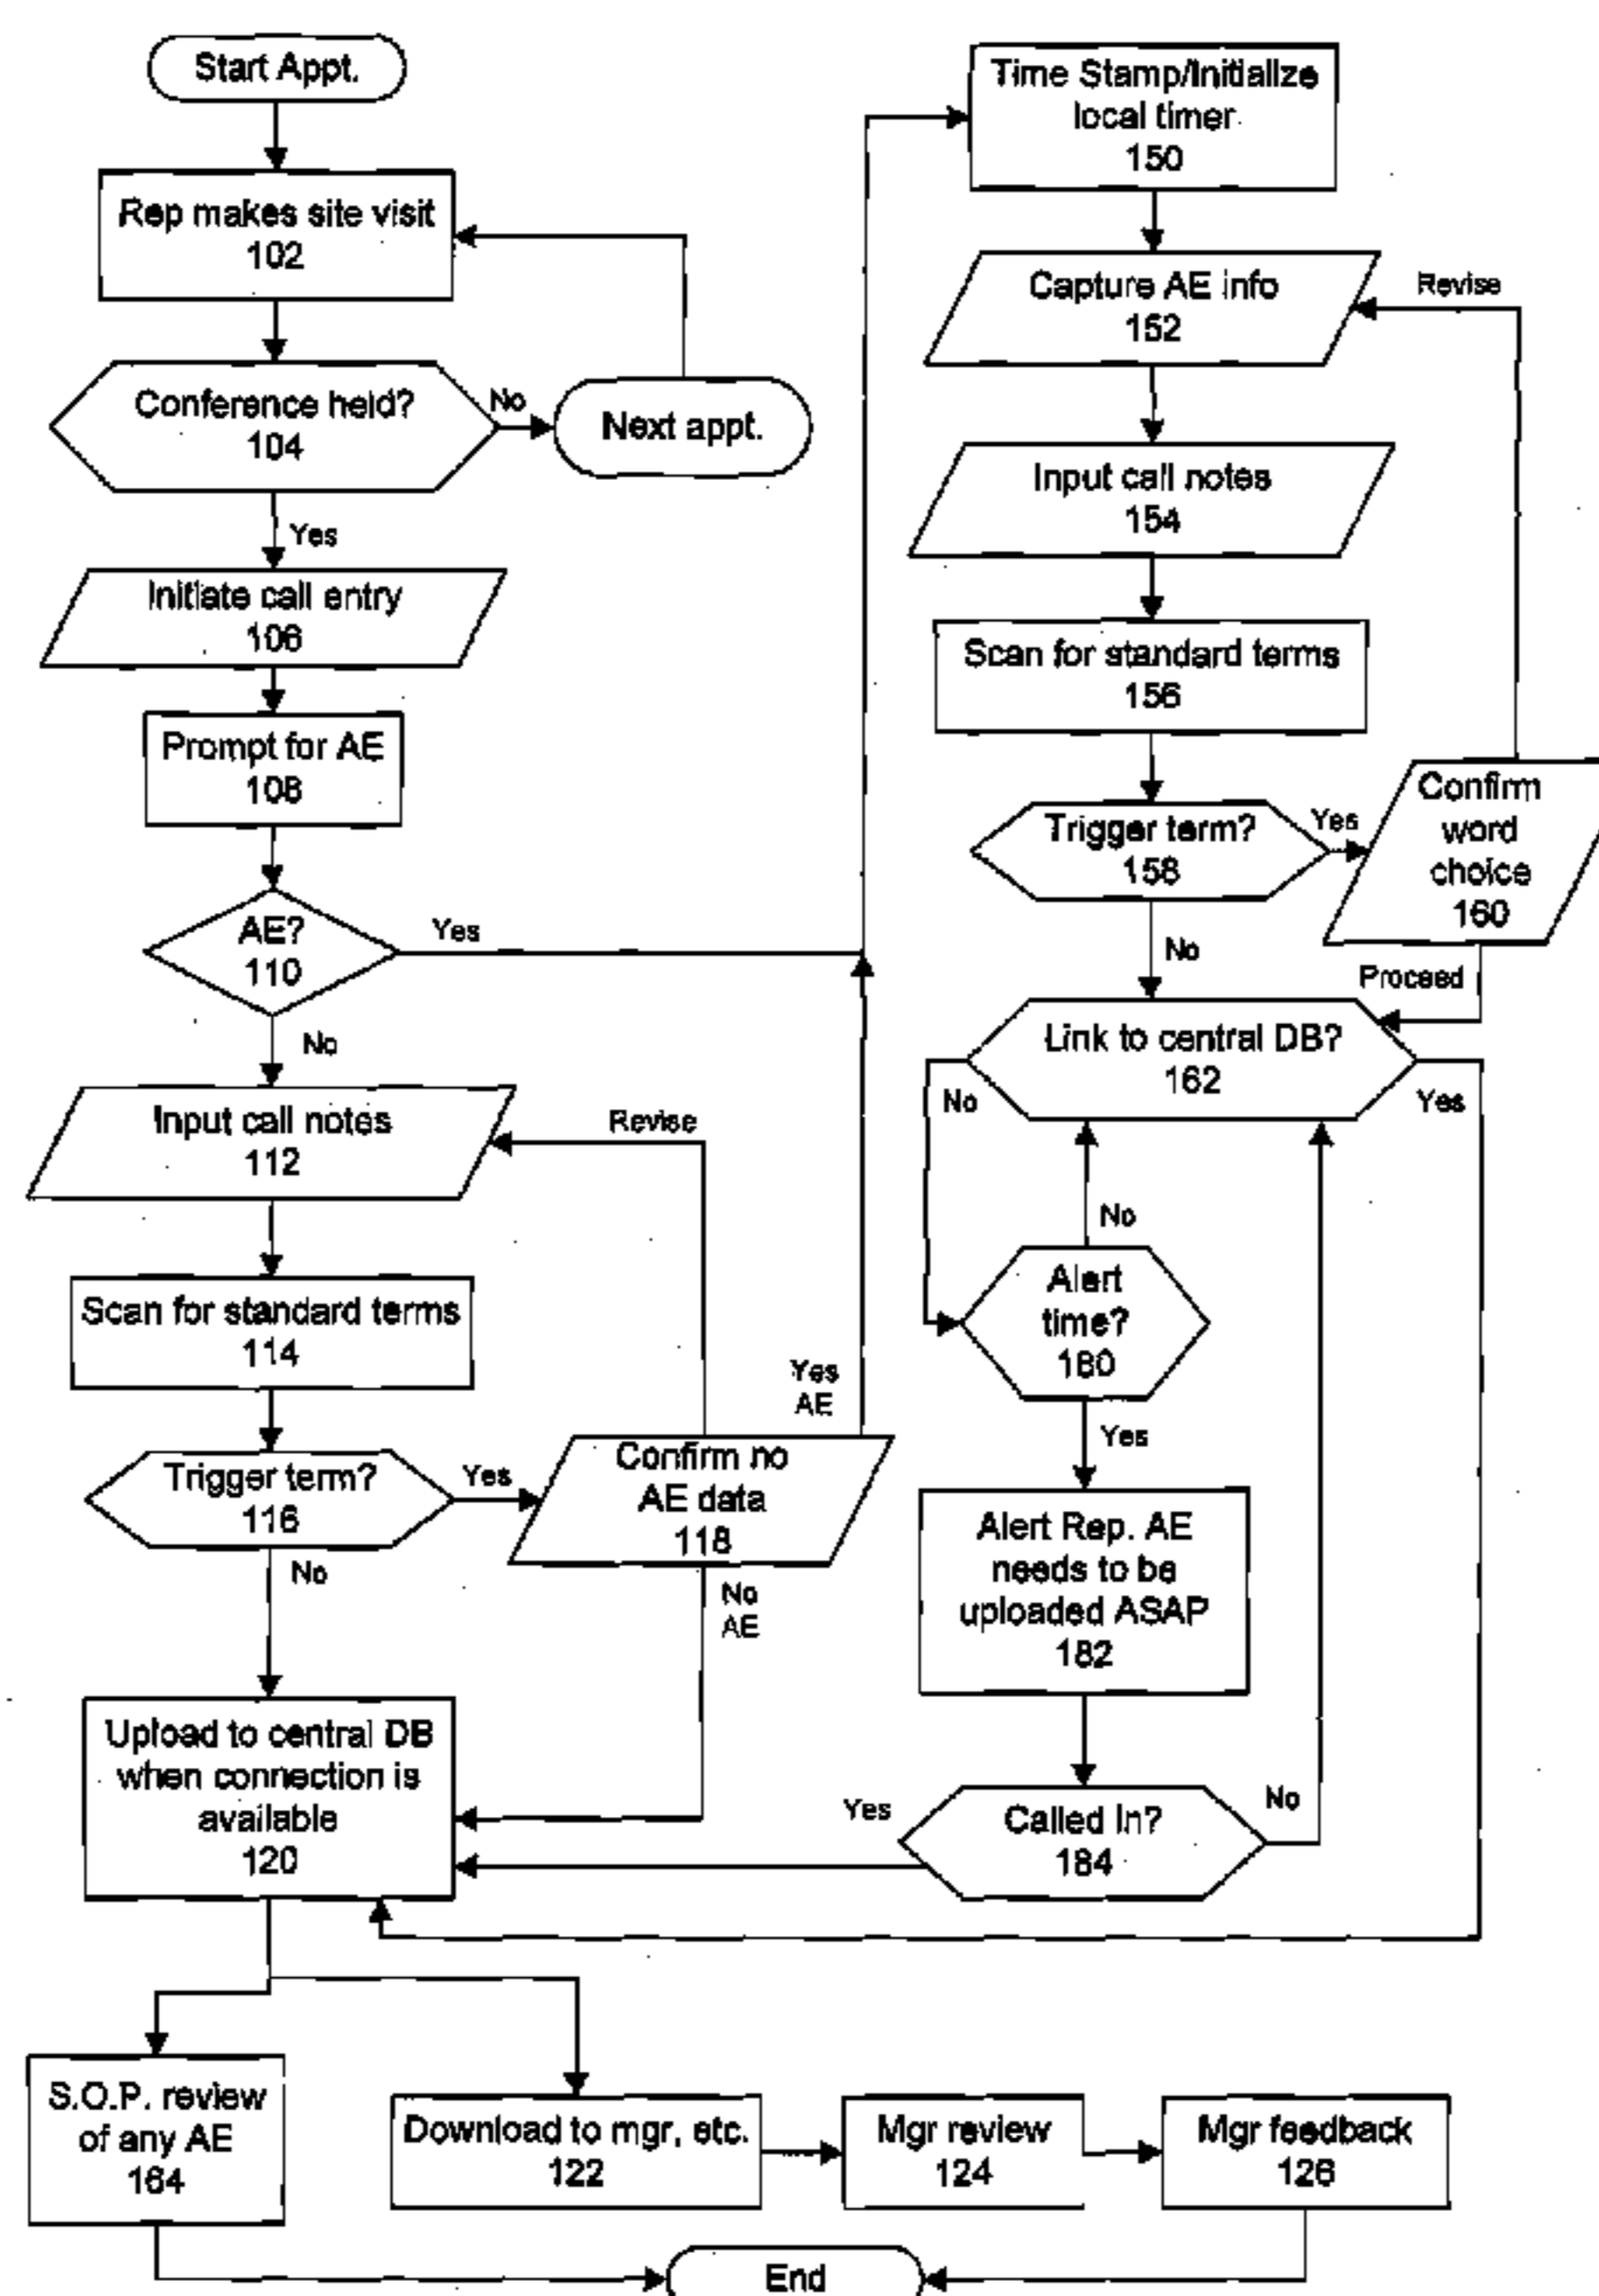 Start Appt.
Rep makes site visit
102
Conference held?
104
No
Next appt.
Yes
Initiate call entry
106
Prompt for AE
108
AE?
110
Yes
No
Input call notes
112
Revise
Scan for standard terms
114
Trigger term?
116
Yes
No
Confirm no
AE data
118
Yes
AE
No
AE
Upload to central DB
when connection is
available
120
Time Stamp/Initialize
local timer
150
Capture AE info
152
Revise
Input call notes
154
Scan for standard terms
156
Trigger term?
158
Yes
No
Confirm
word
choice
160
Proceed
Link to central DB?
162
No
Yes
No
Alert
time?
180
Yes
Alert Rep. AE
needs to be
uploaded ASAP
182
Called In?
184
Yes
No
S.O.P. review
of any AE
164
Download to mgr, etc.
122
Mgr review
124
Mgr feedback
126
End